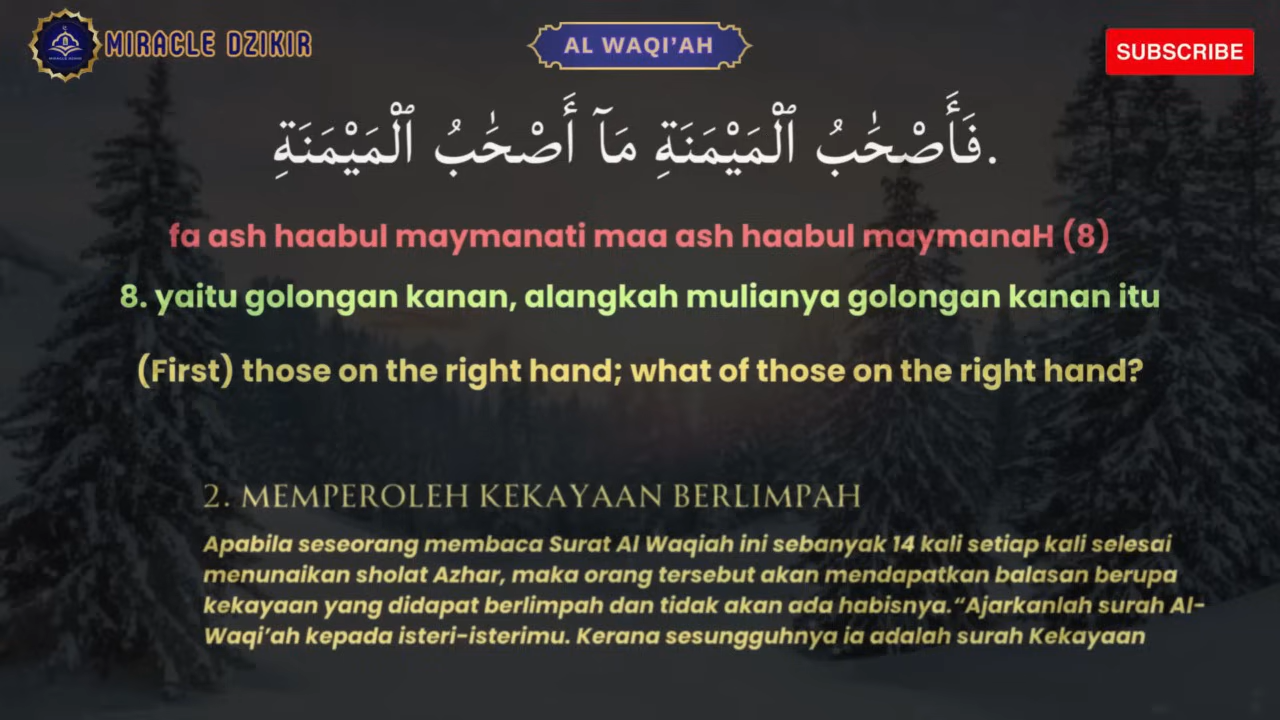 MIRACLE DZIKIR
AL WAQI'AH
SUBSCRIBE
فَأَصْحَٰبُ ٱلْمَيْمَنَةِ مَآ أَصْحَٰبُ ٱلْمَيْمَنَةِ.
fa ash haabul maymanati maa ash haabul maymanaH (8)
8. yaitu golongan kanan, alangkah mulianya golongan kanan itu
(First) those on the right hand; what of those on the right hand?
2. MEMPEROLEH KEKAYAAN BERLIMPAH
Apabila seseorang membaca Surat Al Waqiah ini sebanyak 14 kali setiap kali selesai
menunaikan sholat Azhar, maka orang tersebut akan mendapatkan balasan berupa
kekayaan yang didapat berlimpah dan tidak akan ada habisnya.“Ajarkanlah surah Al-
Waqi’ah kepada isteri-isterimu. Kerana sesungguhnya ia adalah surah Kekayaan